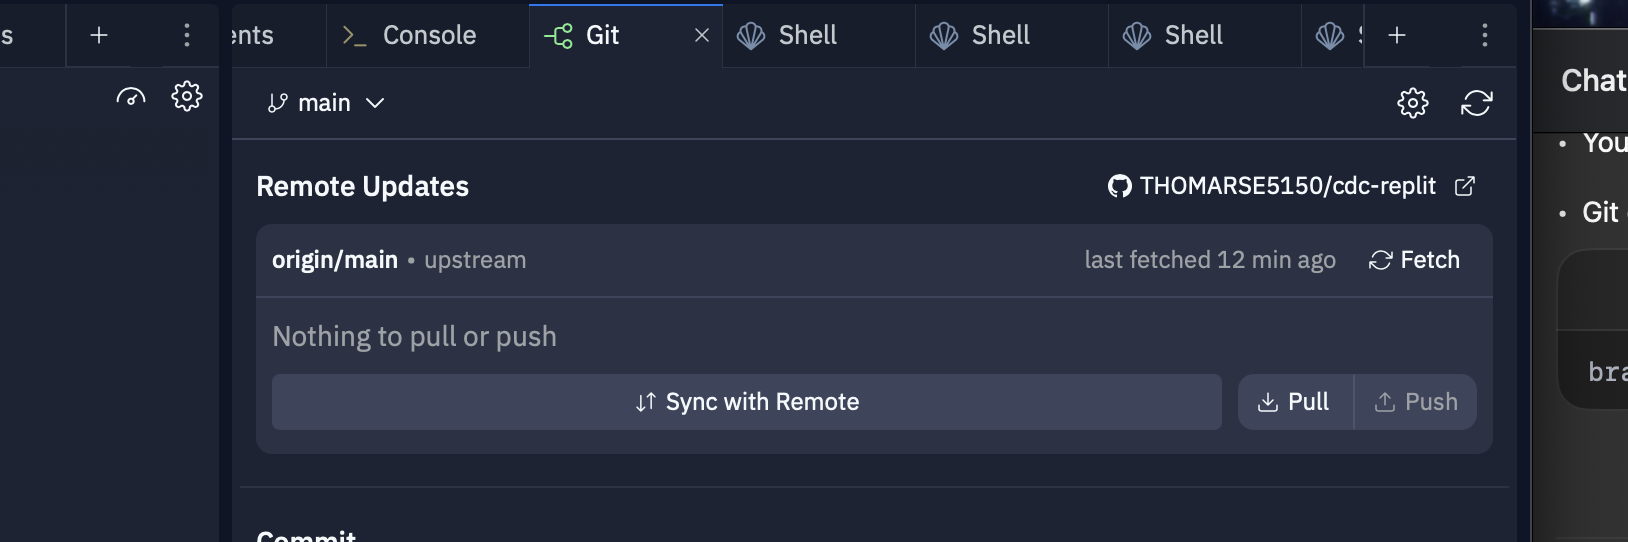 s
ents
Console
Git
Shell
Shell
Shell
main
Remote Updates
THOMARSE5150/cdc-replit
origin/main • upstream
last fetched 12 min ago
Fetch
Nothing to pull or push
Sync with Remote
Pull
Push
Commit
Chat
• You
• Git
bra